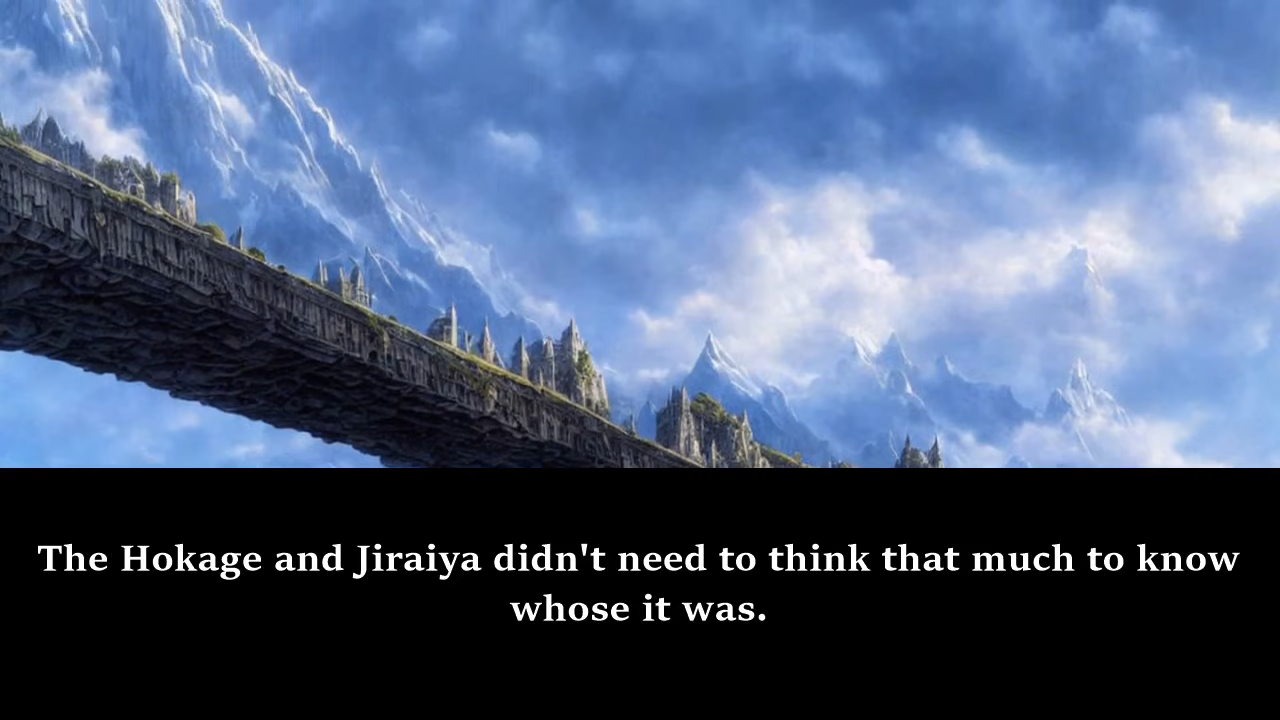 The Hokage and Jiraiya didn't need to think that much to know
whose it was.